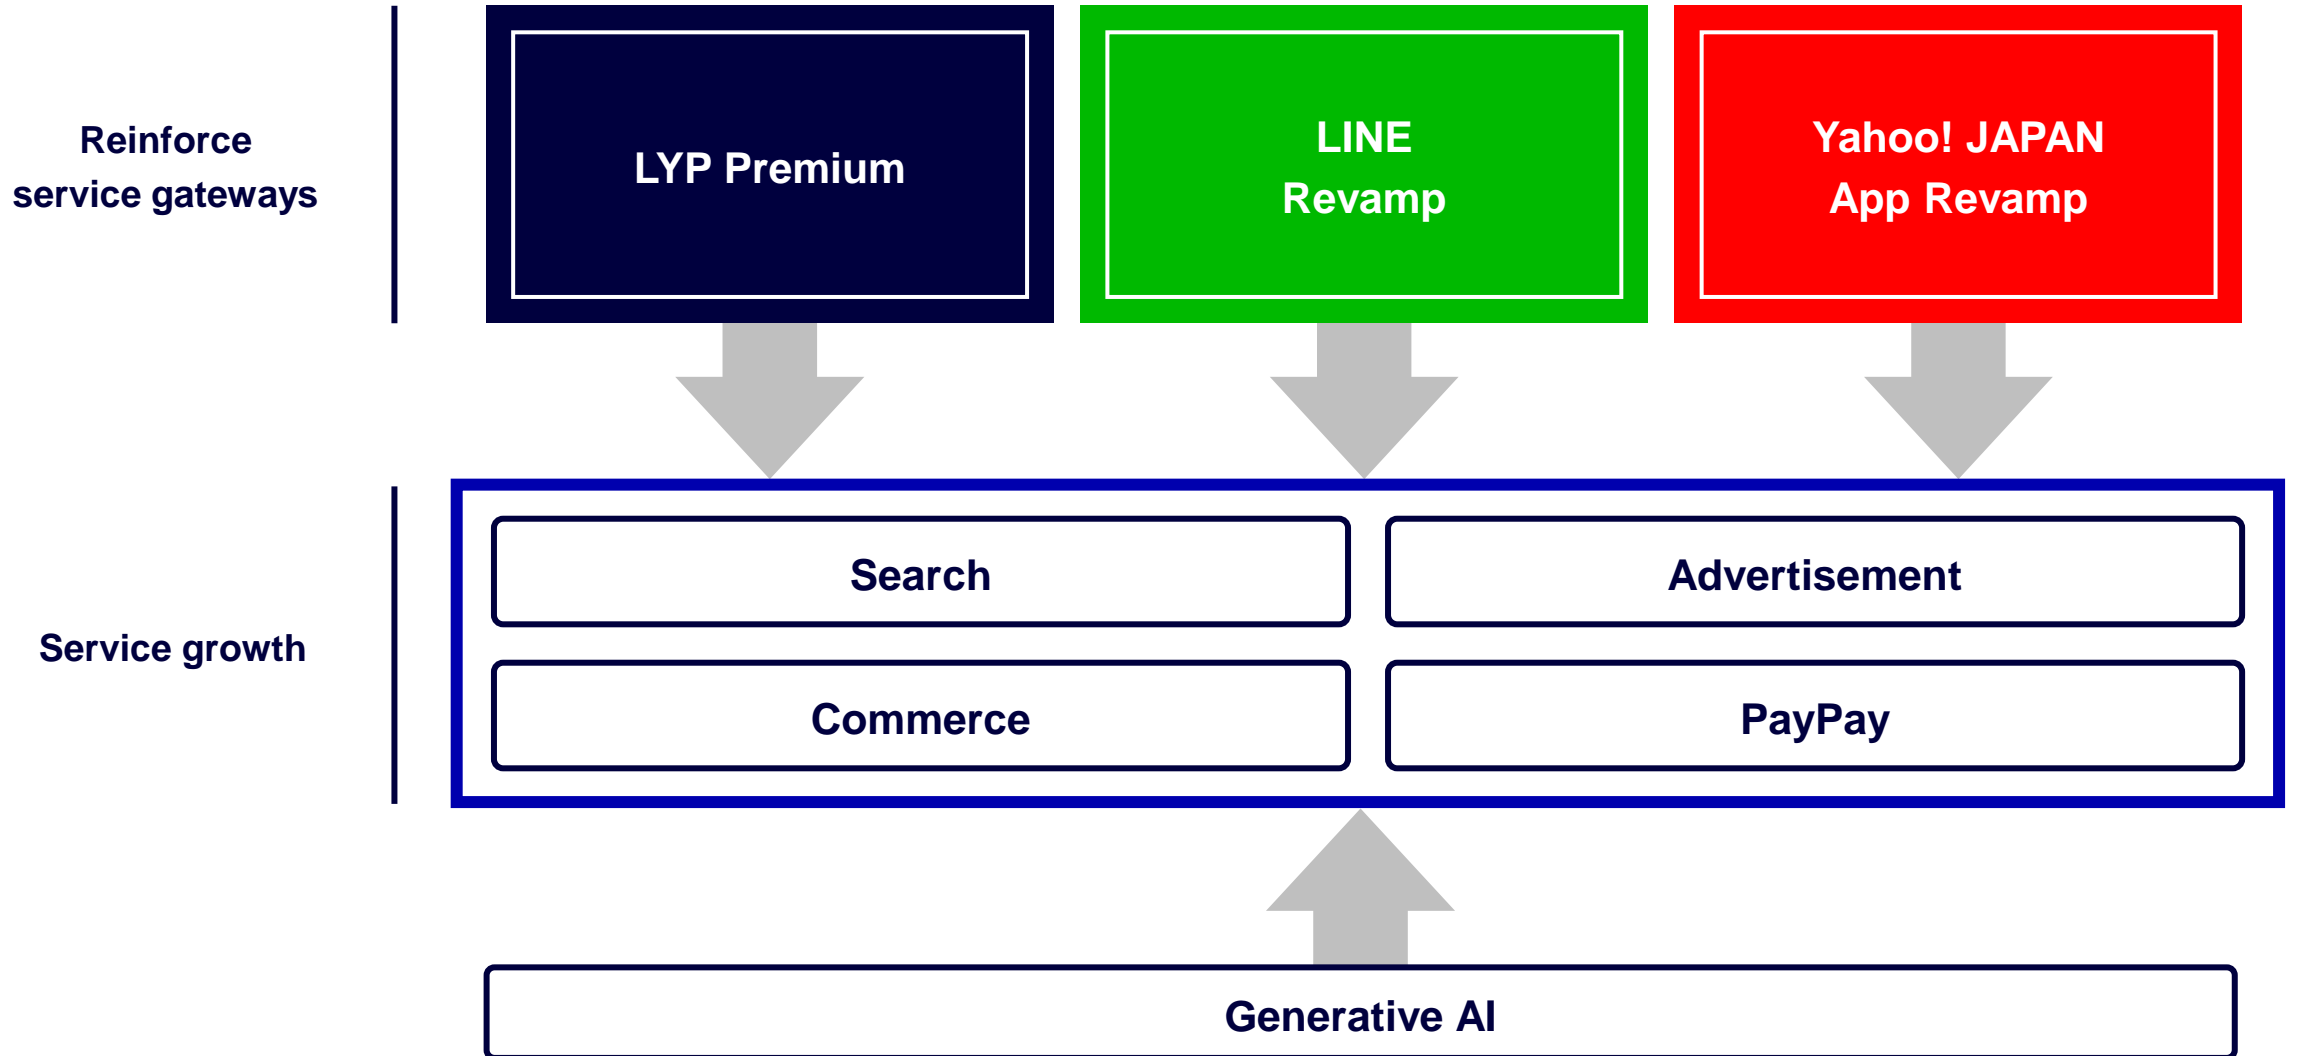 Reinforce
service gateways
LYP Premium
LINE
Revamp
Yahoo! JAPAN
App Revamp
Service growth
Search
Advertisement
Commerce
PayPay
Generative AI